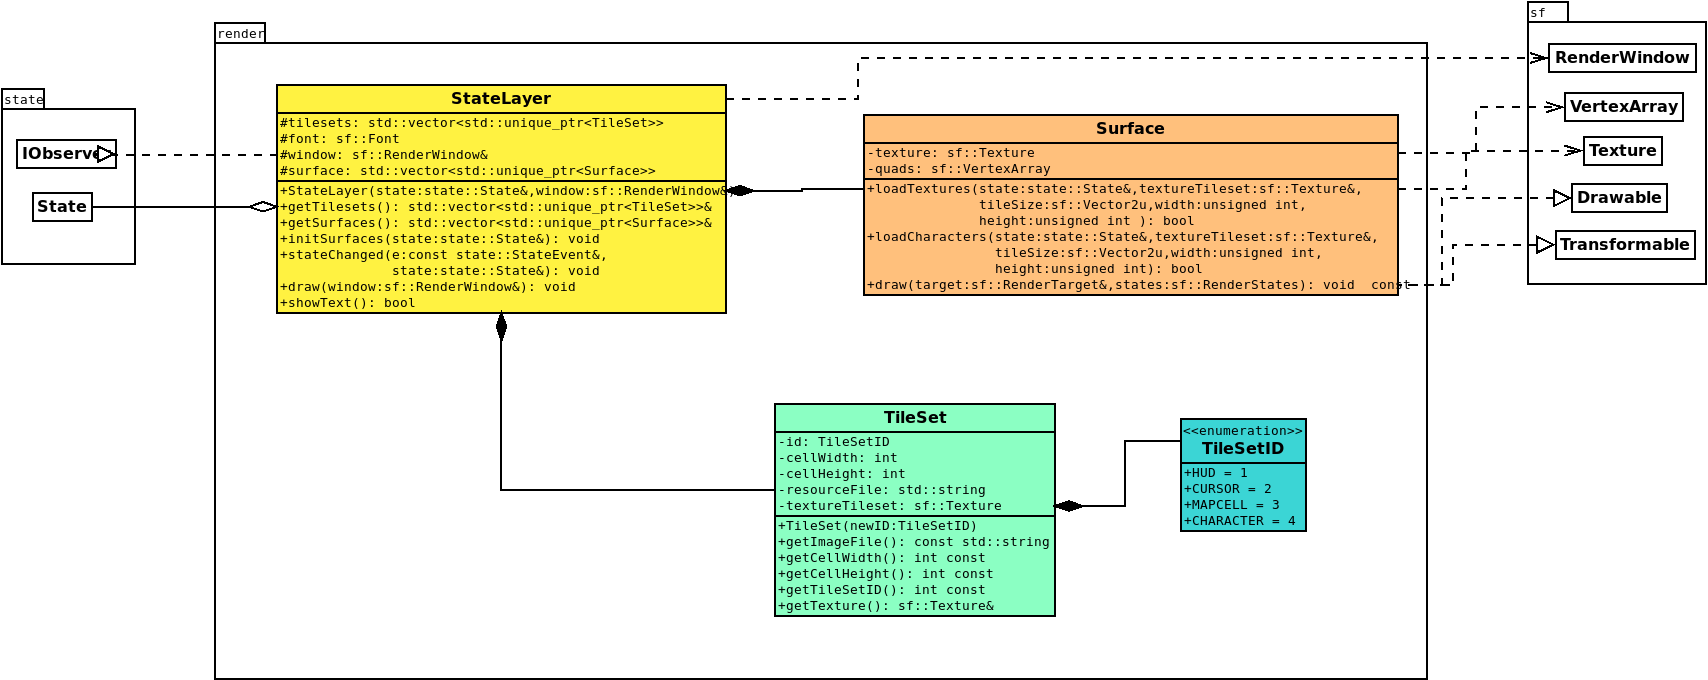 state
IObserve
State
render
StateLayer
#tilesets: std::vector<std::unique_ptr<TileSet>>
#font: sf::Font
#window: sf::RenderWindow&
#surface: std::vector<std::unique_ptr<Surface>>
+StateLayer(state:state::State&,window:sf::RenderWindow&)
+getTilesets(): std::vector<std::unique_ptr<TileSet>>&
+getSurfaces(): std::vector<std::unique_ptr<Surface>>&
+initSurfaces(state:state::State&): void
+stateChanged(e:const state::StateEvent&,
state:state::State&): void
+draw(window:sf::RenderWindow&): void
+showText(): bool
Surface
-texture: sf::Texture
-quads: sf::VertexArray
+loadTextures(state:state::State&,textureTileset:sf::Texture&,
tileSize:sf::Vector2u,width:unsigned int,
height:unsigned int ): bool
+loadCharacters(state:state::State&,textureTileset:sf::Texture&,
tileSize:sf::Vector2u,width:unsigned int,
height:unsigned int): bool
+draw(target:sf::RenderTarget&,states:sf::RenderStates): void  const
TileSet
-id: TileSetID
-cellWidth: int
-cellHeight: int
-resourceFile: std::string
-textureTileset: sf::Texture
+TileSet(newID:TileSetID)
+getImageFile(): const std::string
+getCellWidth(): int const
+getCellHeight(): int const
+getTileSetID(): int const
+getTexture(): sf::Texture&
<<enumeration>>
TileSetID
+HUD = 1
+CURSOR = 2
+MAPCELL = 3
+CHARACTER = 4
sf
RenderWindow
VertexArray
Texture
Drawable
Transformable